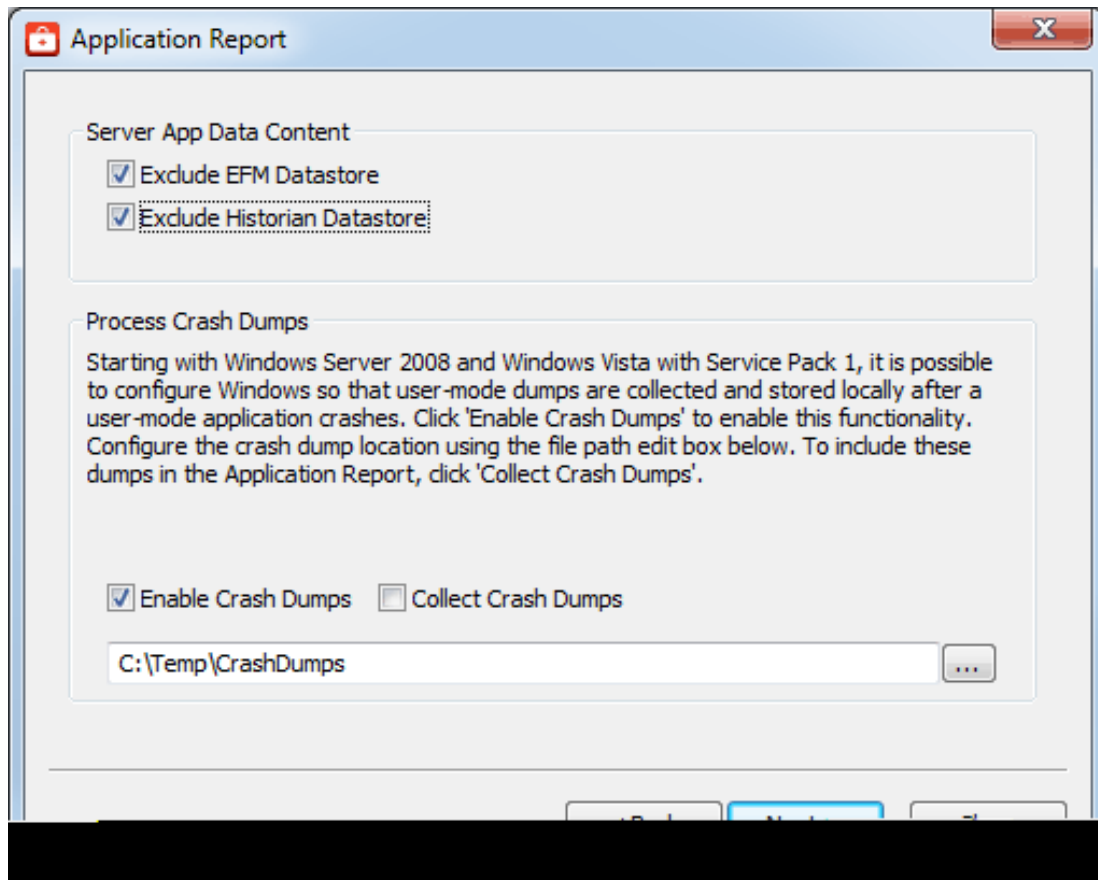 Application Report
Server App Data Content
Exclude EFM Datastore
Exclude Historian Datastore
Process Crash Dumps
Starting with Windows Server 2008 and Windows Vista with Service Pack 1, it is possible
to configure Windows so that user-mode dumps are collected and stored locally after a
user-mode application crashes. Click 'Enable Crash Dumps' to enable this functionality.
Configure the crash dump location using the file path edit box below. To include these
dumps in the Application Report, click 'Collect Crash Dumps'.
Enable Crash Dumps Collect Crash Dumps
C:\Temp\CrashDumps ...